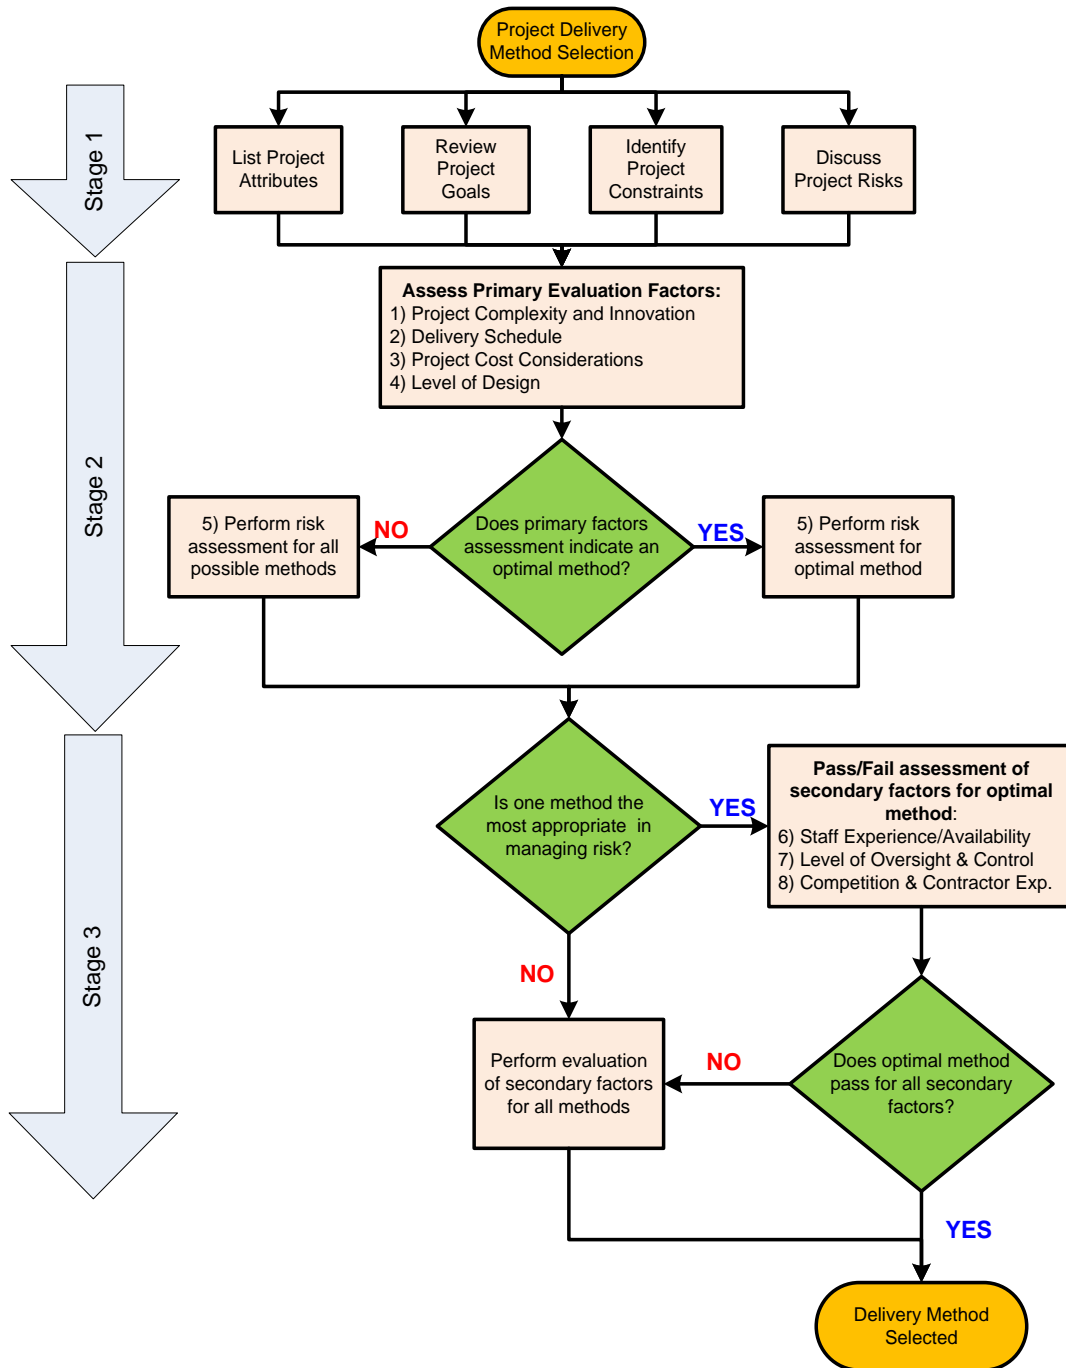 Project Delivery
Method Selection
Stage 1
List Project
Attributes
Review
Project
Goals
Identify
Project
Constraints
Discuss
Project Risks
Stage 2
Assess Primary Evaluation Factors:
1) Project Complexity and Innovation
2) Delivery Schedule
3) Project Cost Considerations
4) Level of Design
5) Perform risk
assessment for all
possible methods
NO
Does primary factors
assessment indicate an
optimal method?
YES
5) Perform risk
assessment for
optimal method
Stage 3
Is one method the
most appropriate in
managing risk?
YES
Pass/Fail assessment of
secondary factors for optimal
method:
6) Staff Experience/Availability
7) Level of Oversight & Control
8) Competition & Contractor Exp.
NO
Perform evaluation
of secondary factors
for all methods
NO
Does optimal method
pass for all secondary
factors?
YES
Delivery Method
Selected